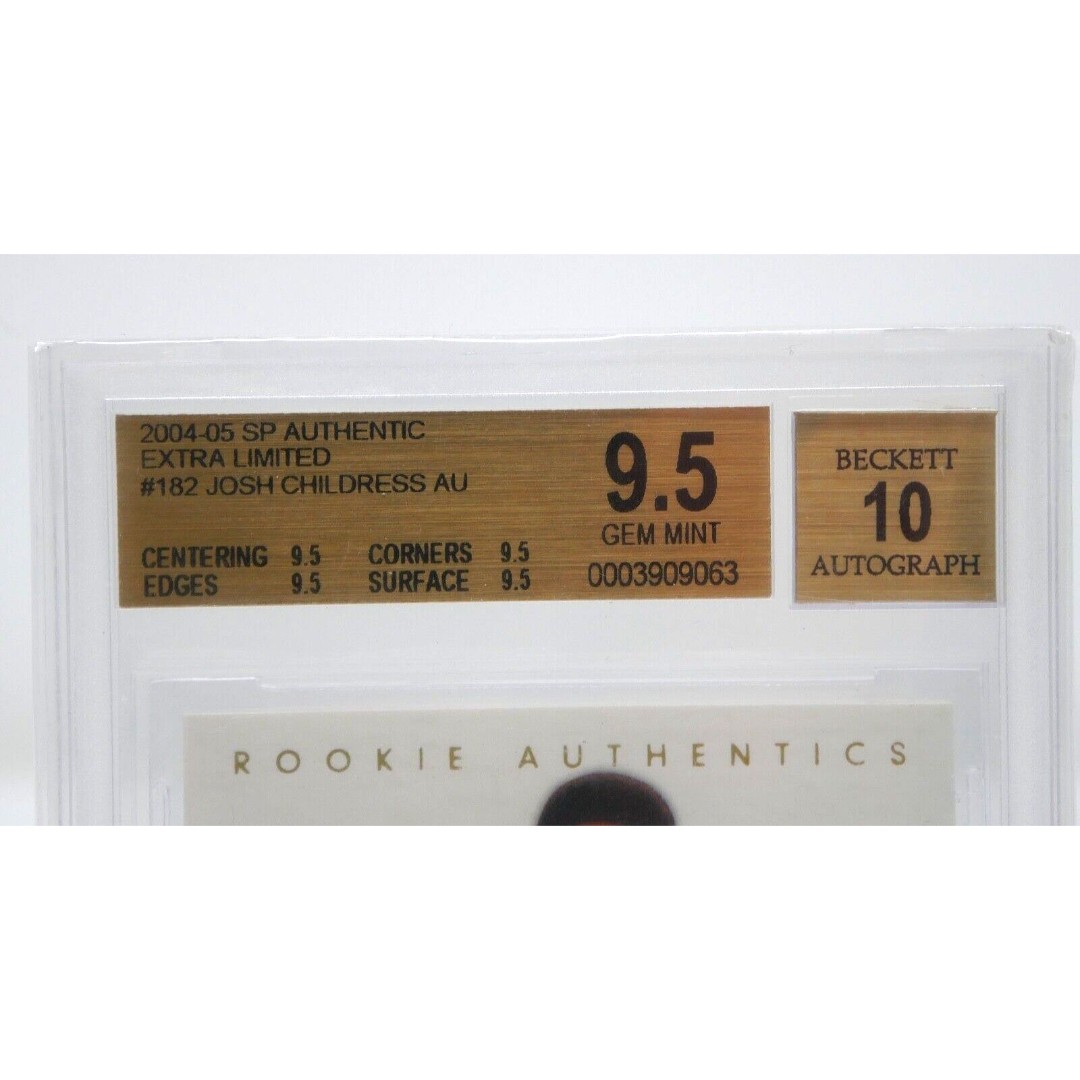 2004-05 SP AUTHENTIC
EXTRA LIMITED
#182 JOSH CHILDRESS AU
CENTERING 9.5 CORNERS 9.5
EDGES 9.5 SURFACE 9.5
9.5
GEM MINT
0003909063
BECKETT
10
AUTOGRAPH
ROOKIE AUTHENTICS